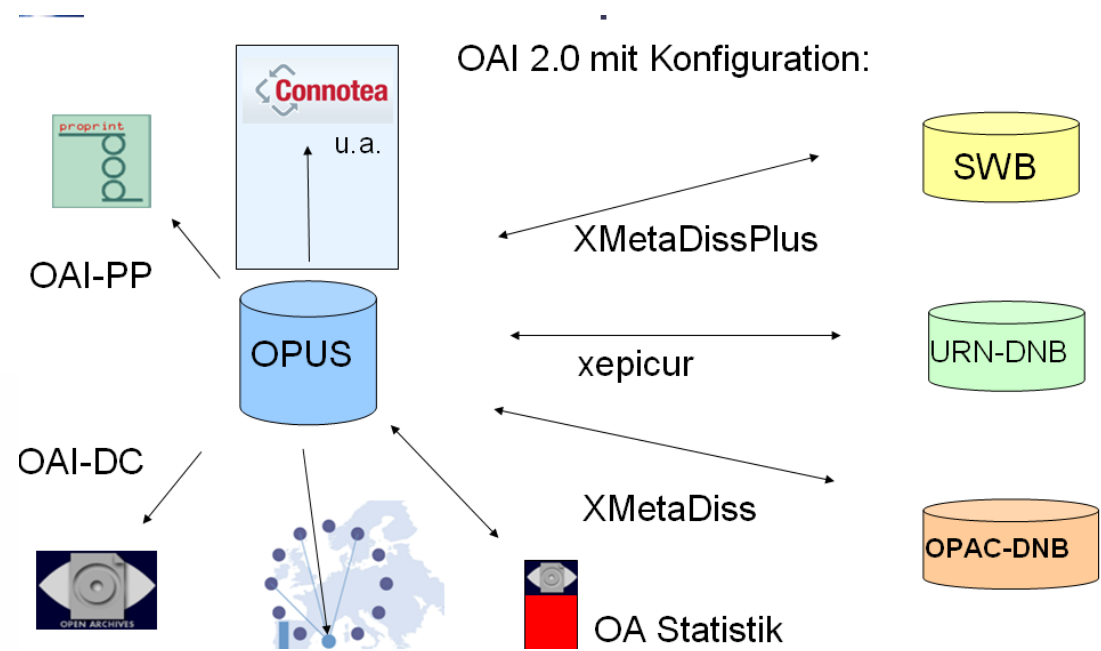 OAI 2.0 mit Konfiguration:
Connotea
u.a.
proprint
pod
SWB
XMetaDissPlus
OAI-PP
OPUS
URN-DNB
xepicur
OAI-DC
XMetaDiss
OPAC-DNB
OPEN ARCHIVES
OA Statistik